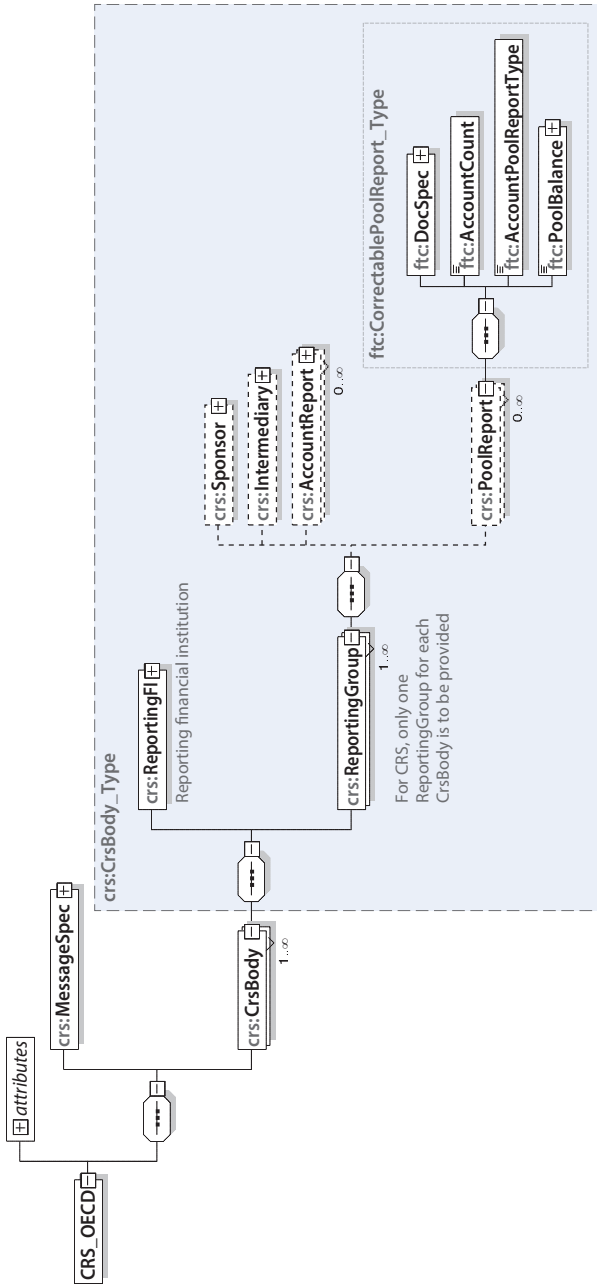 CRS_OECD
attributes
crs:MessageSpec
crs:CrsBody
1..∞
crs:CrsBody_Type
crs:ReportingFI
Reporting financial institution
crs:ReportingGroup
1..∞
For CRS, only one
ReportingGroup for each
CrsBody is to be provided
crs:Sponsor
crs:Intermediary
crs:AccountReport
0..∞
crs:PoolReport
0..∞
ftc:CorrectablePoolReport_Type
ftc:DocSpec
ftc:AccountCount
ftc:AccountPoolReportType
ftc:PoolBalance